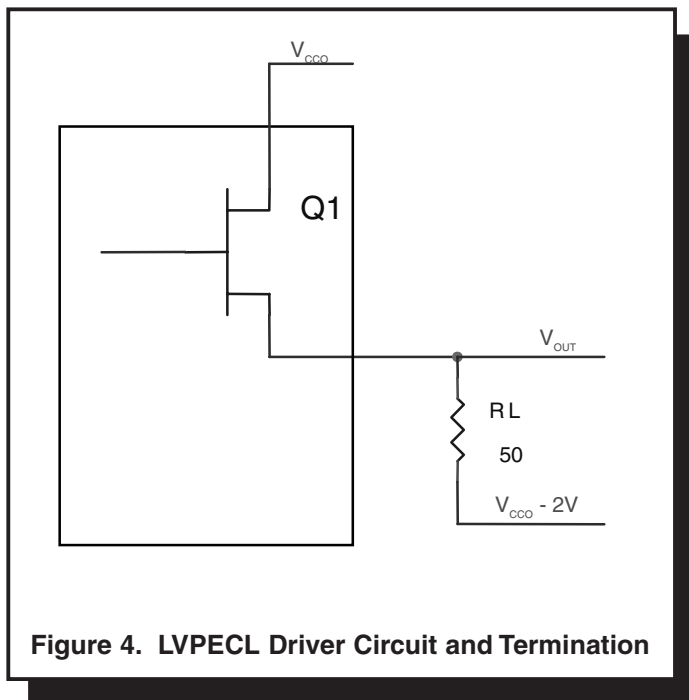 V_CCO
Q1
V_OUT
RL
50
V_CCO - 2V
Figure 4. LVPECL Driver Circuit and Termination